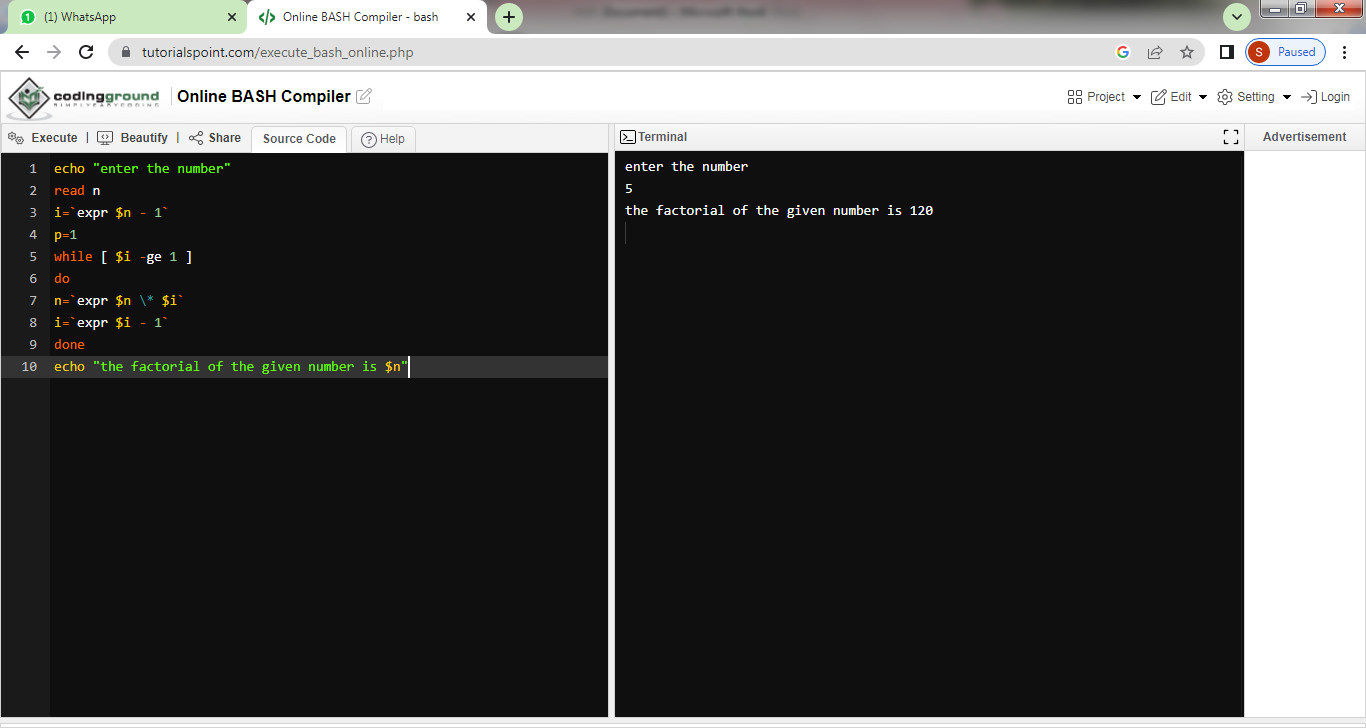 (1) WhatsApp
Online BASH Compiler - bash
tutorialspoint.com/execute_bash_online.php
S Paused
codingground
SIMPLYEASYCODING
Online BASH Compiler
Project Edit Setting Login
Execute | Beautify | Share Source Code Help
Terminal
Advertisement
1 echo "enter the number"
2 read n
3 i=`expr $n - 1`
4 p=1
5 while [ $i -ge 1 ]
6 do
7 n=`expr $n \* $i`
8 i=`expr $i - 1`
9 done
10 echo "the factorial of the given number is $n"
enter the number
5
the factorial of the given number is 120